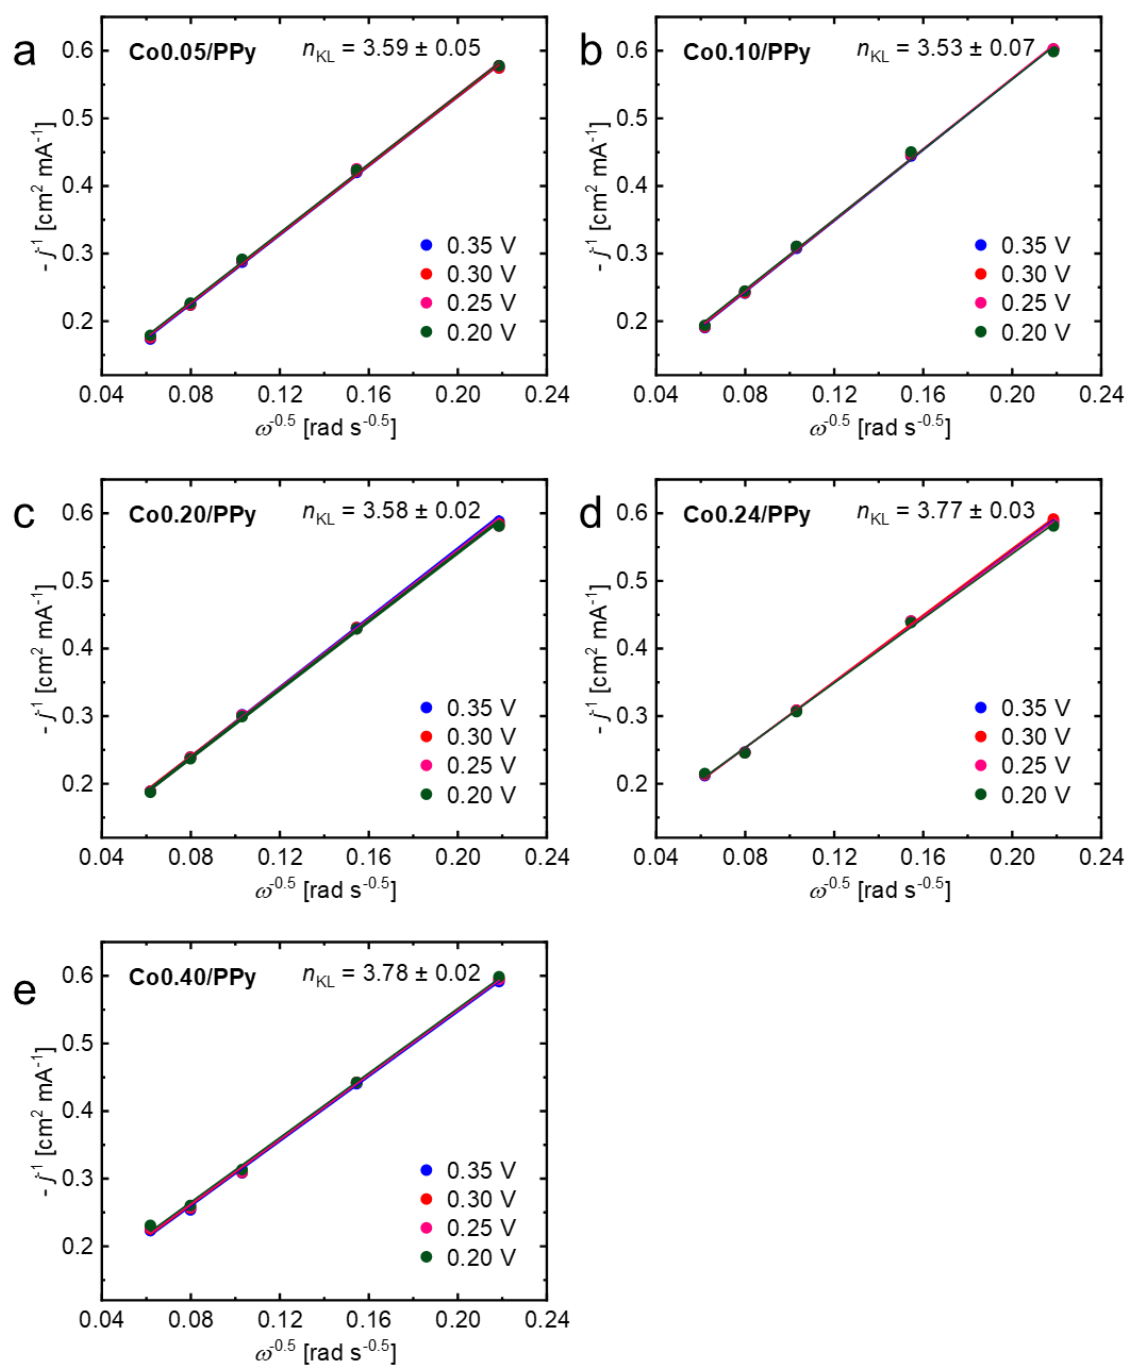 a
Co0.05/PPy
nKL = 3.59 ± 0.05
0.6
0.5
0.4
0.3
0.2
- j-1 [cm2 mA-1]
0.35 V
0.30 V
0.25 V
0.20 V
0.04 0.08 0.12 0.16 0.20 0.24
ω-0.5 [rad s-0.5]
b
Co0.10/PPy
nKL = 3.53 ± 0.07
0.6
0.5
0.4
0.3
0.2
- j-1 [cm2 mA-1]
0.35 V
0.30 V
0.25 V
0.20 V
0.04 0.08 0.12 0.16 0.20 0.24
ω-0.5 [rad s-0.5]
c
Co0.20/PPy
nKL = 3.58 ± 0.02
0.6
0.5
0.4
0.3
0.2
- j-1 [cm2 mA-1]
0.35 V
0.30 V
0.25 V
0.20 V
0.04 0.08 0.12 0.16 0.20 0.24
ω-0.5 [rad s-0.5]
d
Co0.24/PPy
nKL = 3.77 ± 0.03
0.6
0.5
0.4
0.3
0.2
- j-1 [cm2 mA-1]
0.35 V
0.30 V
0.25 V
0.20 V
0.04 0.08 0.12 0.16 0.20 0.24
ω-0.5 [rad s-0.5]
e
Co0.40/PPy
nKL = 3.78 ± 0.02
0.6
0.5
0.4
0.3
0.2
- j-1 [cm2 mA-1]
0.35 V
0.30 V
0.25 V
0.20 V
0.04 0.08 0.12 0.16 0.20 0.24
ω-0.5 [rad s-0.5]